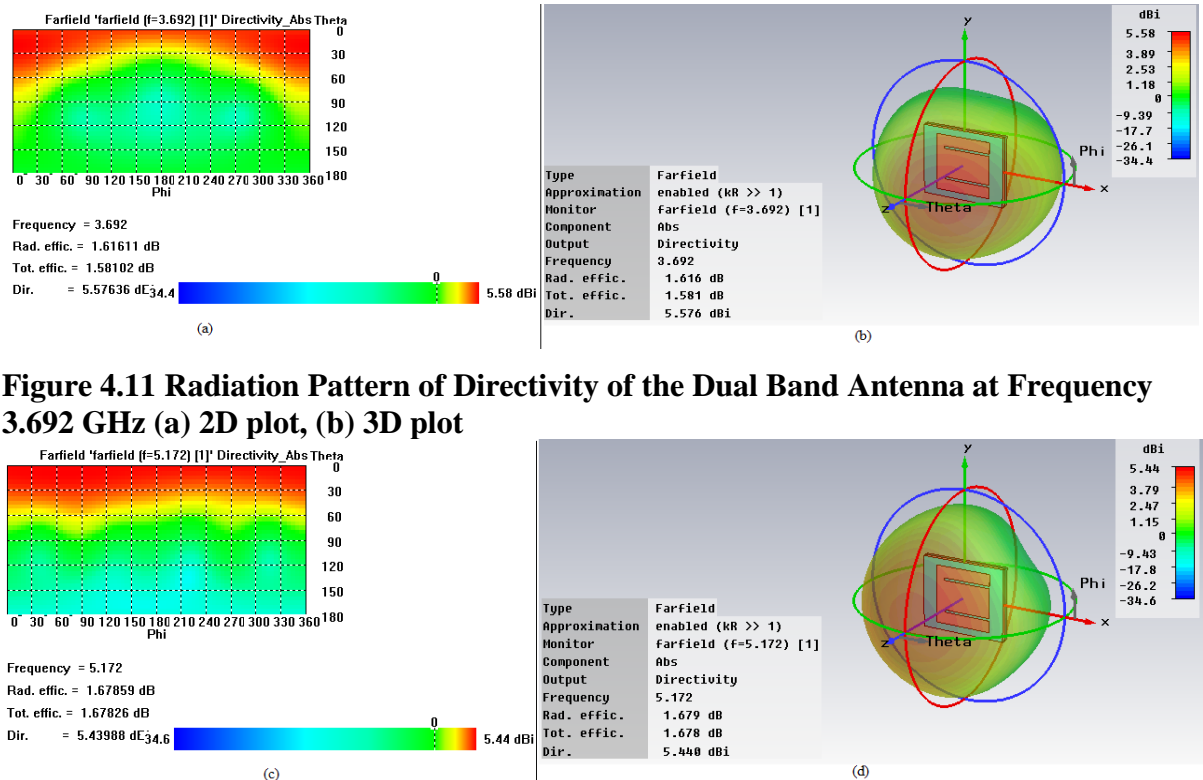 Farfield 'farfield (f=3.692) [1]' Directivity_Abs Theta
0
30
60
90
120
150
180
0 30 60 90 120 150 180 210 240 270 300 330 360
Phi
Frequency = 3.692
Rad. effic. = 1.61611 dB
Tot. effic. = 1.58102 dB
Dir. = 5.57636 dB
34.4 0 5.58 dBi
(a)
y
x
z
Phi
Theta
dBi
5.58
3.89
2.53
1.18
0
-9.39
-17.7
-26.1
-34.4
Type Farfield
Approximation enabled (kR >> 1)
Monitor farfield (f=3.692) [1]
Component Abs
Output Directivity
Frequency 3.692
Rad. effic. 1.616 dB
Tot. effic. 1.581 dB
Dir. 5.576 dBi
(b)
Figure 4.11 Radiation Pattern of Directivity of the Dual Band Antenna at Frequency
3.692 GHz (a) 2D plot, (b) 3D plot
Farfield 'farfield (f=5.172) [1]' Directivity_Abs Theta
0
30
60
90
120
150
180
0 30 60 90 120 150 180 210 240 270 300 330 360
Phi
Frequency = 5.172
Rad. effic. = 1.67859 dB
Tot. effic. = 1.67826 dB
Dir. = 5.43988 dB
34.6 0 5.44 dBi
(c)
y
x
z
Phi
Theta
dBi
5.44
3.79
2.47
1.15
0
-9.43
-17.8
-26.2
-34.6
Type Farfield
Approximation enabled (kR >> 1)
Monitor farfield (f=5.172) [1]
Component Abs
Output Directivity
Frequency 5.172
Rad. effic. 1.679 dB
Tot. effic. 1.678 dB
Dir. 5.440 dBi
(d)